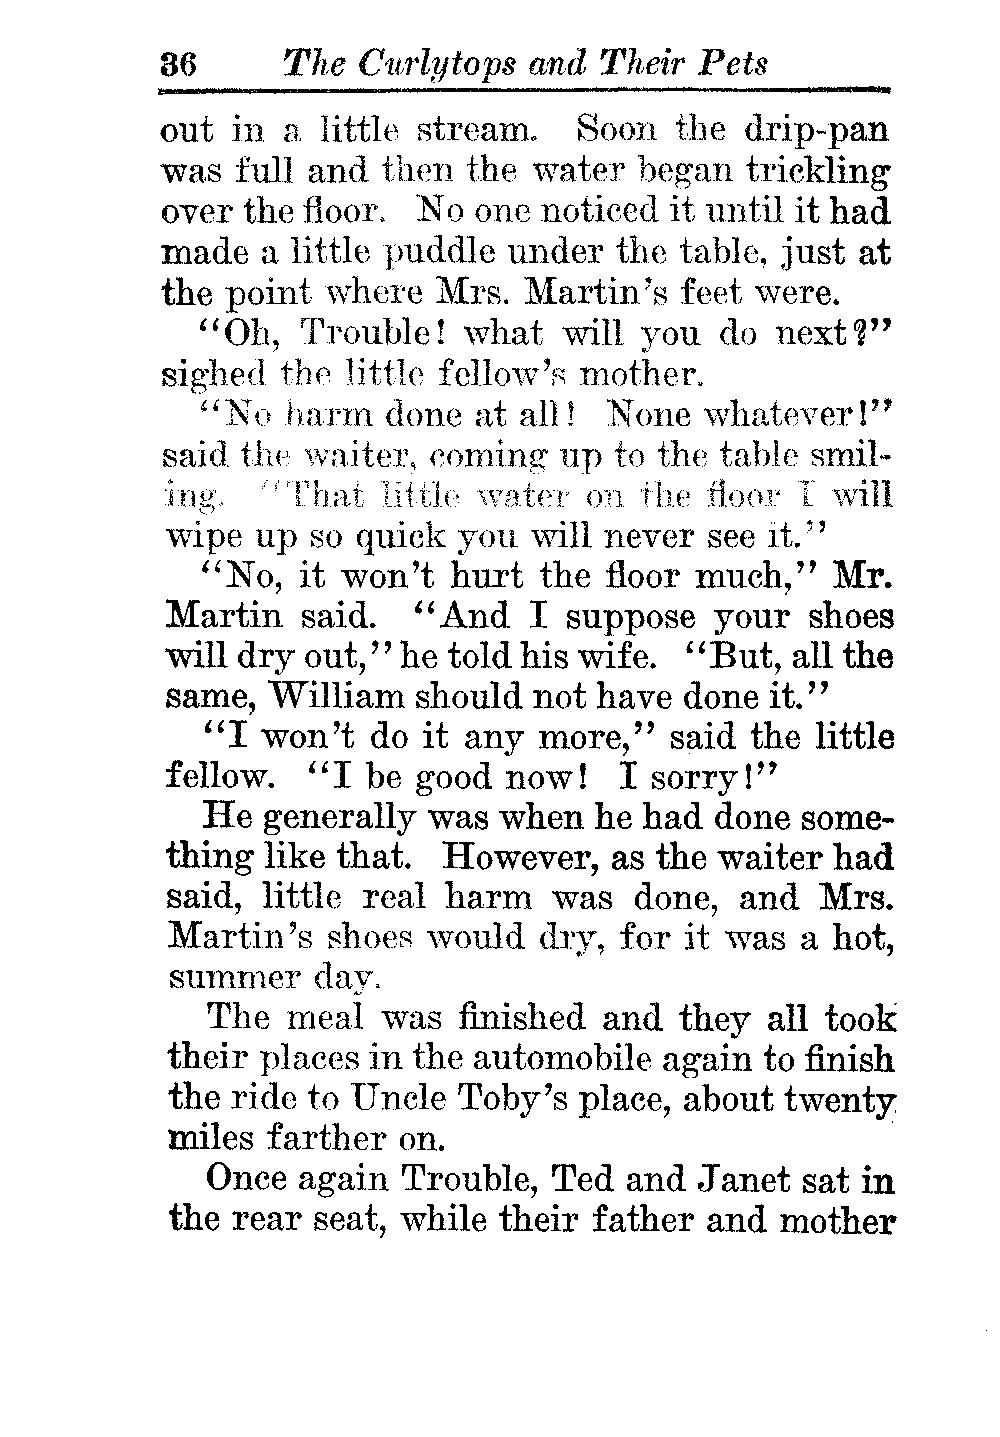 36 The Curlytops and Their Pets
out in a little stream. Soon the drip-pan
was full and then the water began trickling
over the floor. No one noticed it until it had
made a little puddle under the table, just at
the point where Mrs. Martin's feet were.
"Oh, Trouble! what will you do next?"
sighed the little fellow's mother.
"No harm done at all! None whatever!"
said the waiter, coming up to the table smil-
ing. "That little water on the floor I will
wipe up so quick you will never see it."
"No, it won't hurt the floor much," Mr.
Martin said. "And I suppose your shoes
will dry out," he told his wife. "But, all the
same, William should not have done it."
"I won't do it any more," said the little
fellow. "I be good now! I sorry!"
He generally was when he had done some-
thing like that. However, as the waiter had
said, little real harm was done, and Mrs.
Martin's shoes would dry, for it was a hot,
summer day.
The meal was finished and they all took
their places in the automobile again to finish
the ride to Uncle Toby's place, about twenty
miles farther on.
Once again Trouble, Ted and Janet sat in
the rear seat, while their father and mother